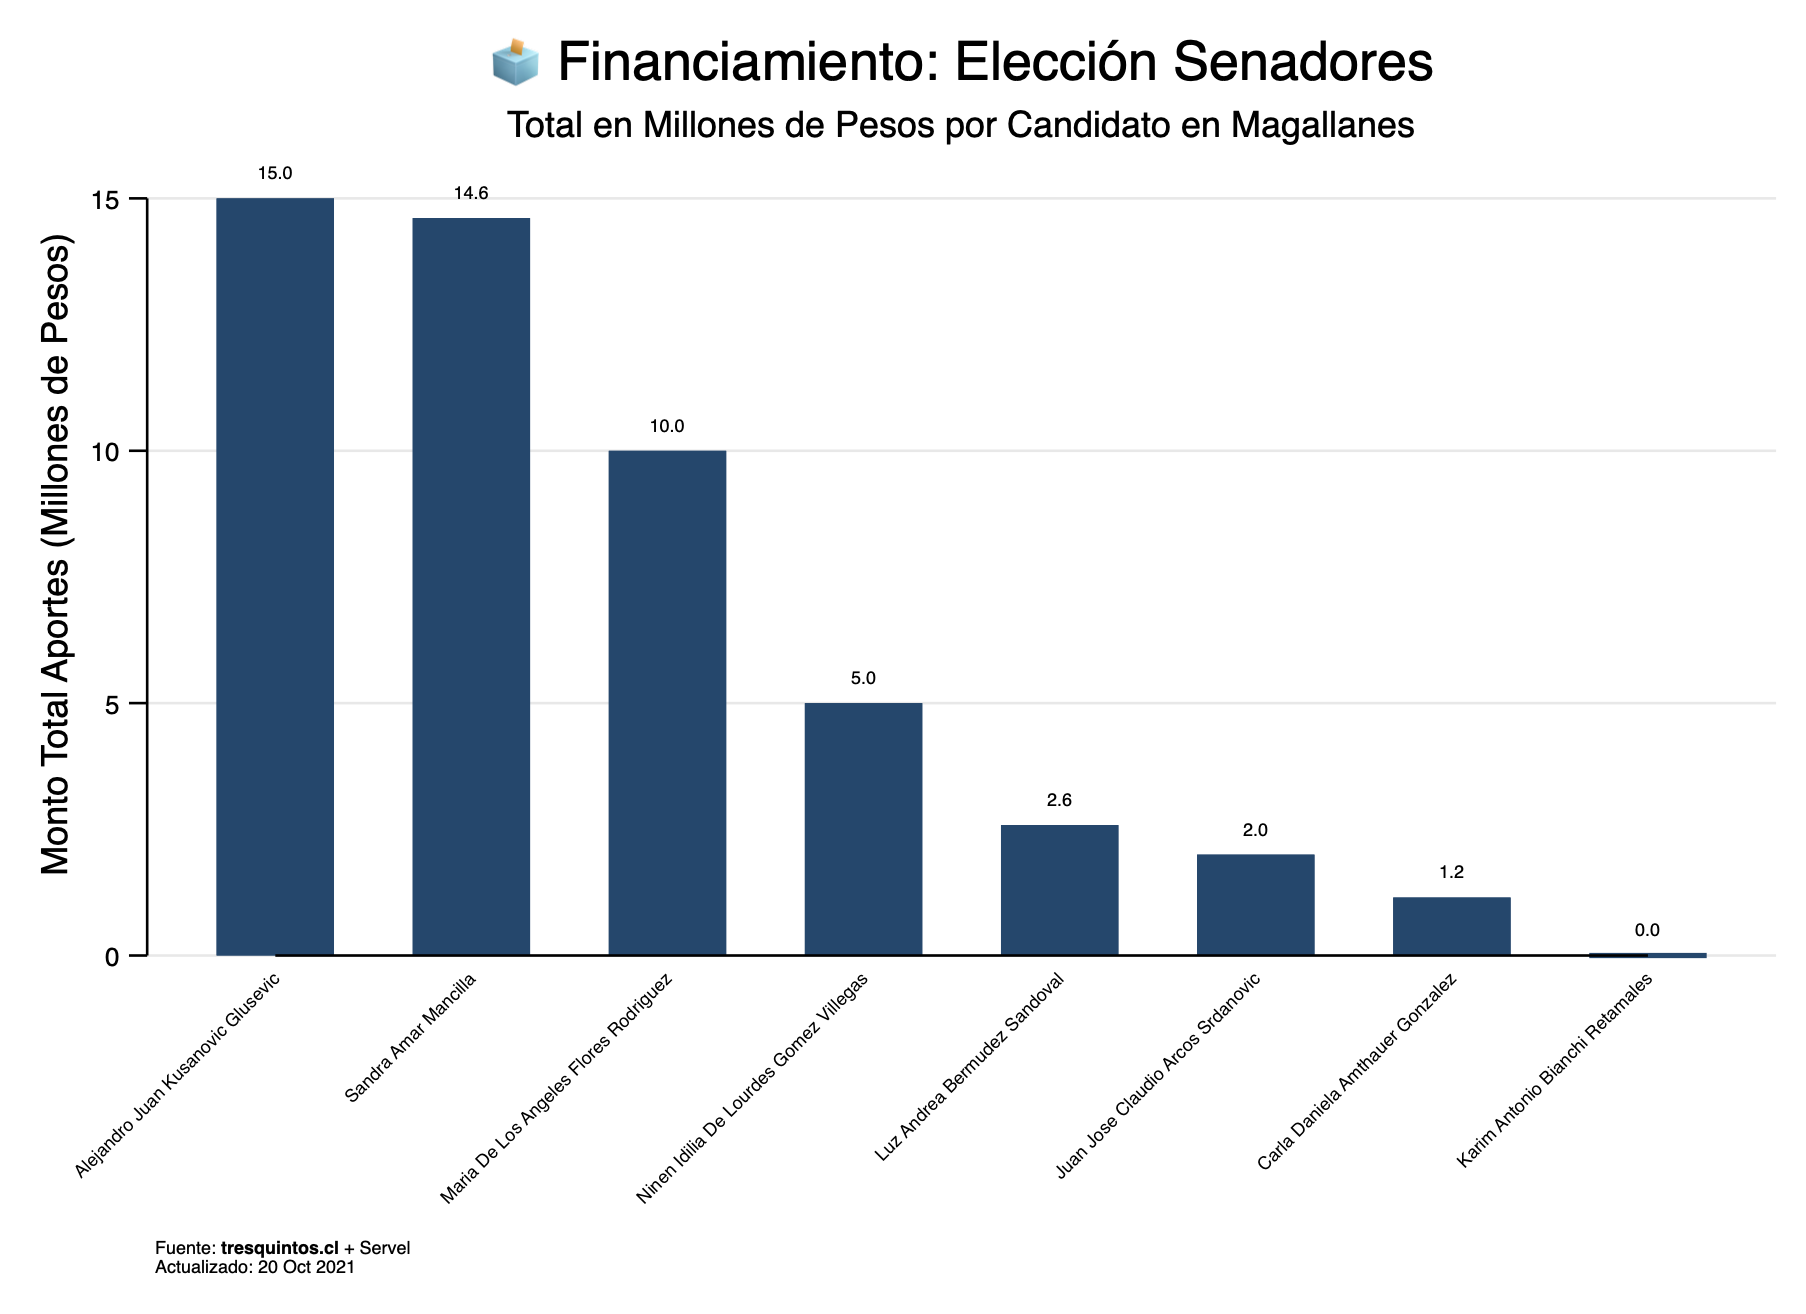 Financiamiento: Elección Senadores
Total en Millones de Pesos por Candidato en Magallanes
Monto Total Aportes (Millones de Pesos)
15
10
5
0
15.0
14.6
10.0
5.0
2.6
2.0
1.2
0.0
Alejandro Juan Kusanovic Glusevic
Sandra Amar Mancilla
Maria De Los Angeles Flores Rodriguez
Ninen Idilia De Lourdes Gomez Villegas
Luz Andrea Bermudez Sandoval
Juan Jose Claudio Arcos Srdanovic
Carla Daniela Amthauer Gonzalez
Karim Antonio Bianchi Retamales
Fuente: tresquintos.cl + Servel
Actualizado: 20 Oct 2021